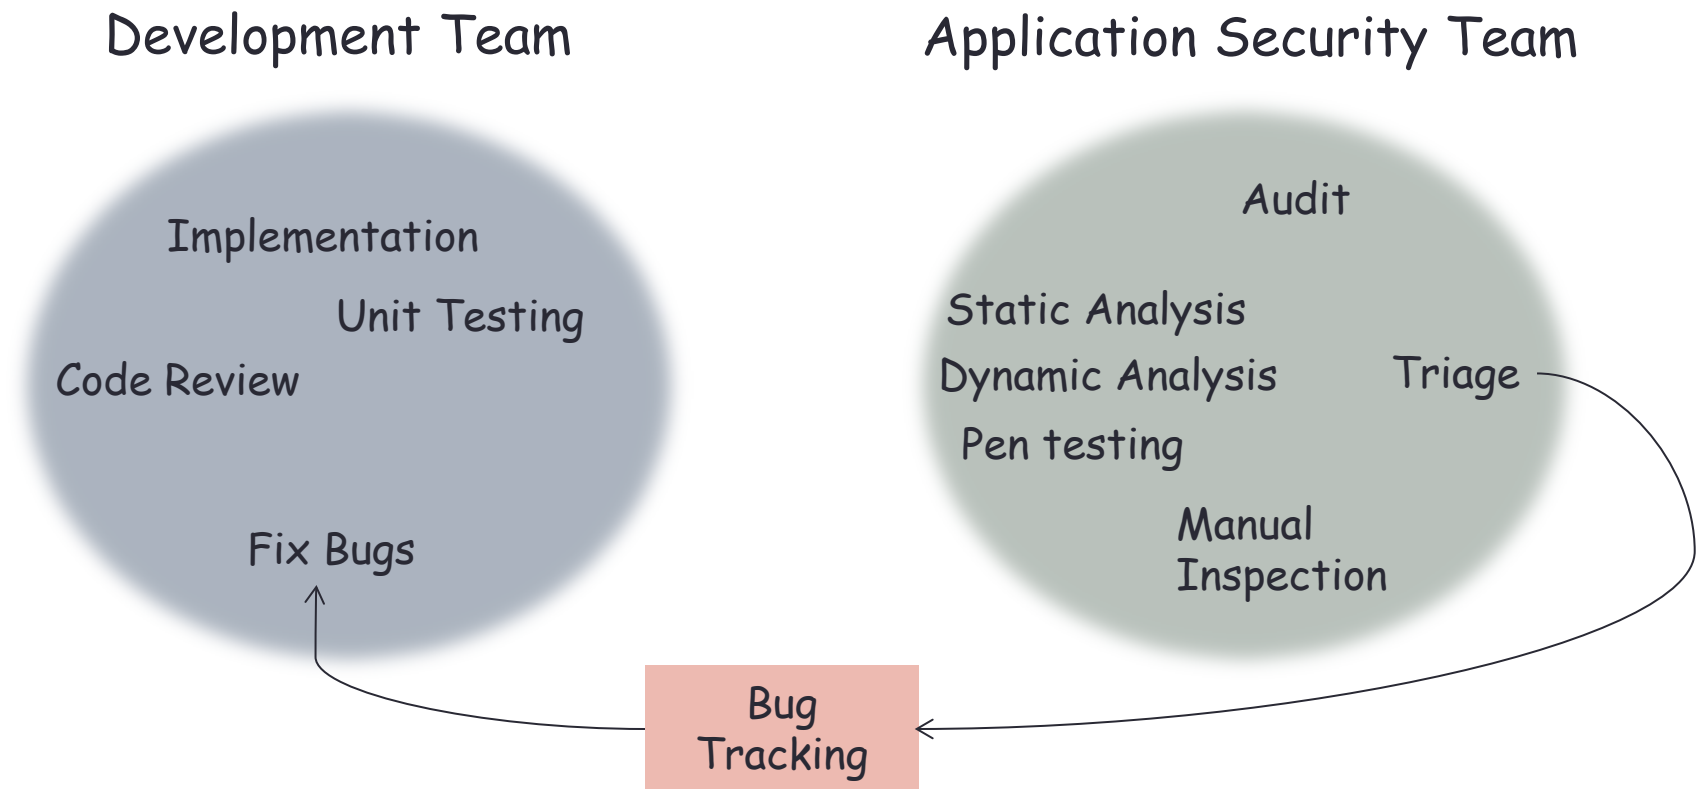 Development Team
Application Security Team
Implementation
Unit Testing
Code Review
Fix Bugs
Audit
Static Analysis
Dynamic Analysis
Pen testing
Triage
Manual
Inspection
Bug
Tracking